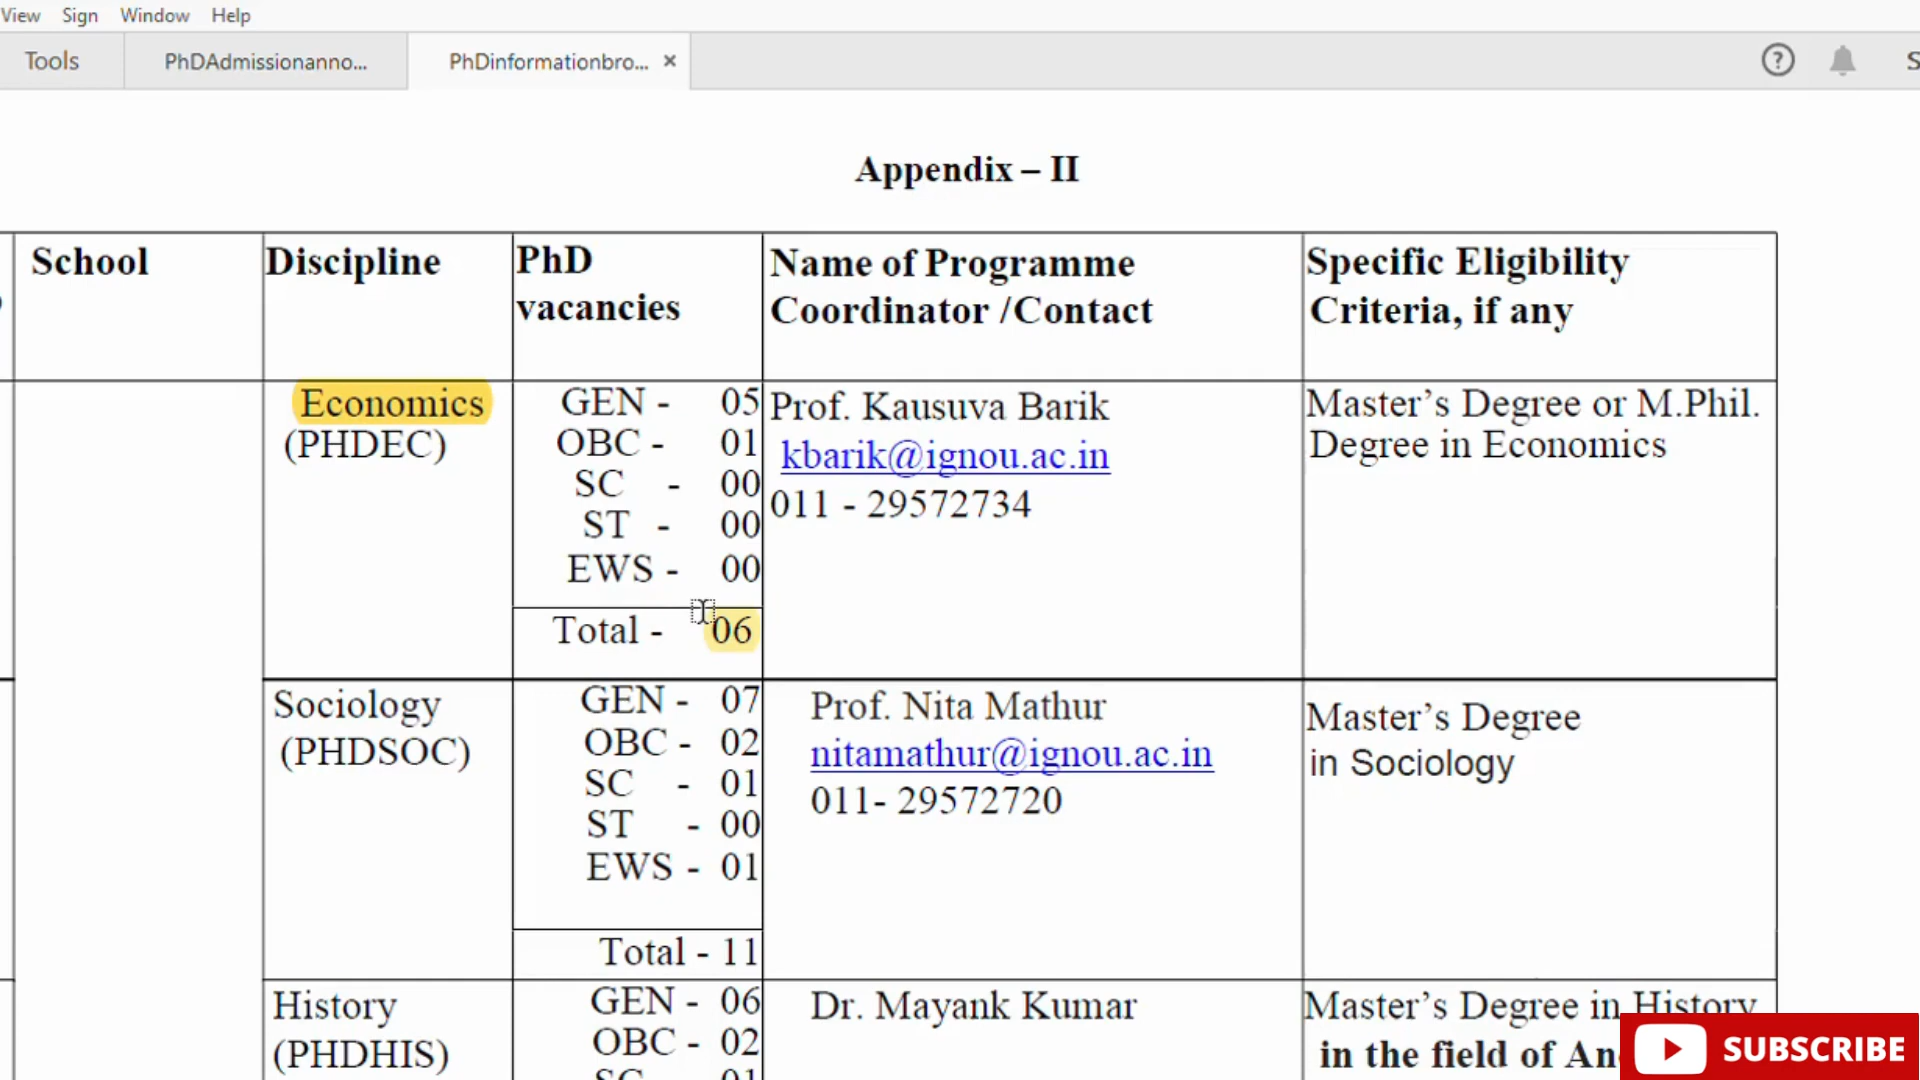 View Sign Window Help
Tools PhDAdmissionanno... PhDinformationbro... ×
Appendix – II
School Discipline PhD vacancies Name of Programme Coordinator /Contact Specific Eligibility Criteria, if any
Economics
(PHDEC)
GEN - 05
OBC - 01
SC - 00
ST - 00
EWS - 00
Total - 06
Prof. Kausuva Barik
kbarik@ignou.ac.in
011 - 29572734
Master's Degree or M.Phil.
Degree in Economics
Sociology
(PHDSOC)
GEN - 07
OBC - 02
SC - 01
ST - 00
EWS - 01
Total - 11
Prof. Nita Mathur
nitamathur@ignou.ac.in
011- 29572720
Master's Degree
in Sociology
History
(PHDHIS)
GEN - 06
OBC - 02
Dr. Mayank Kumar
Master's Degree in History
in the field of
SUBSCRIBE